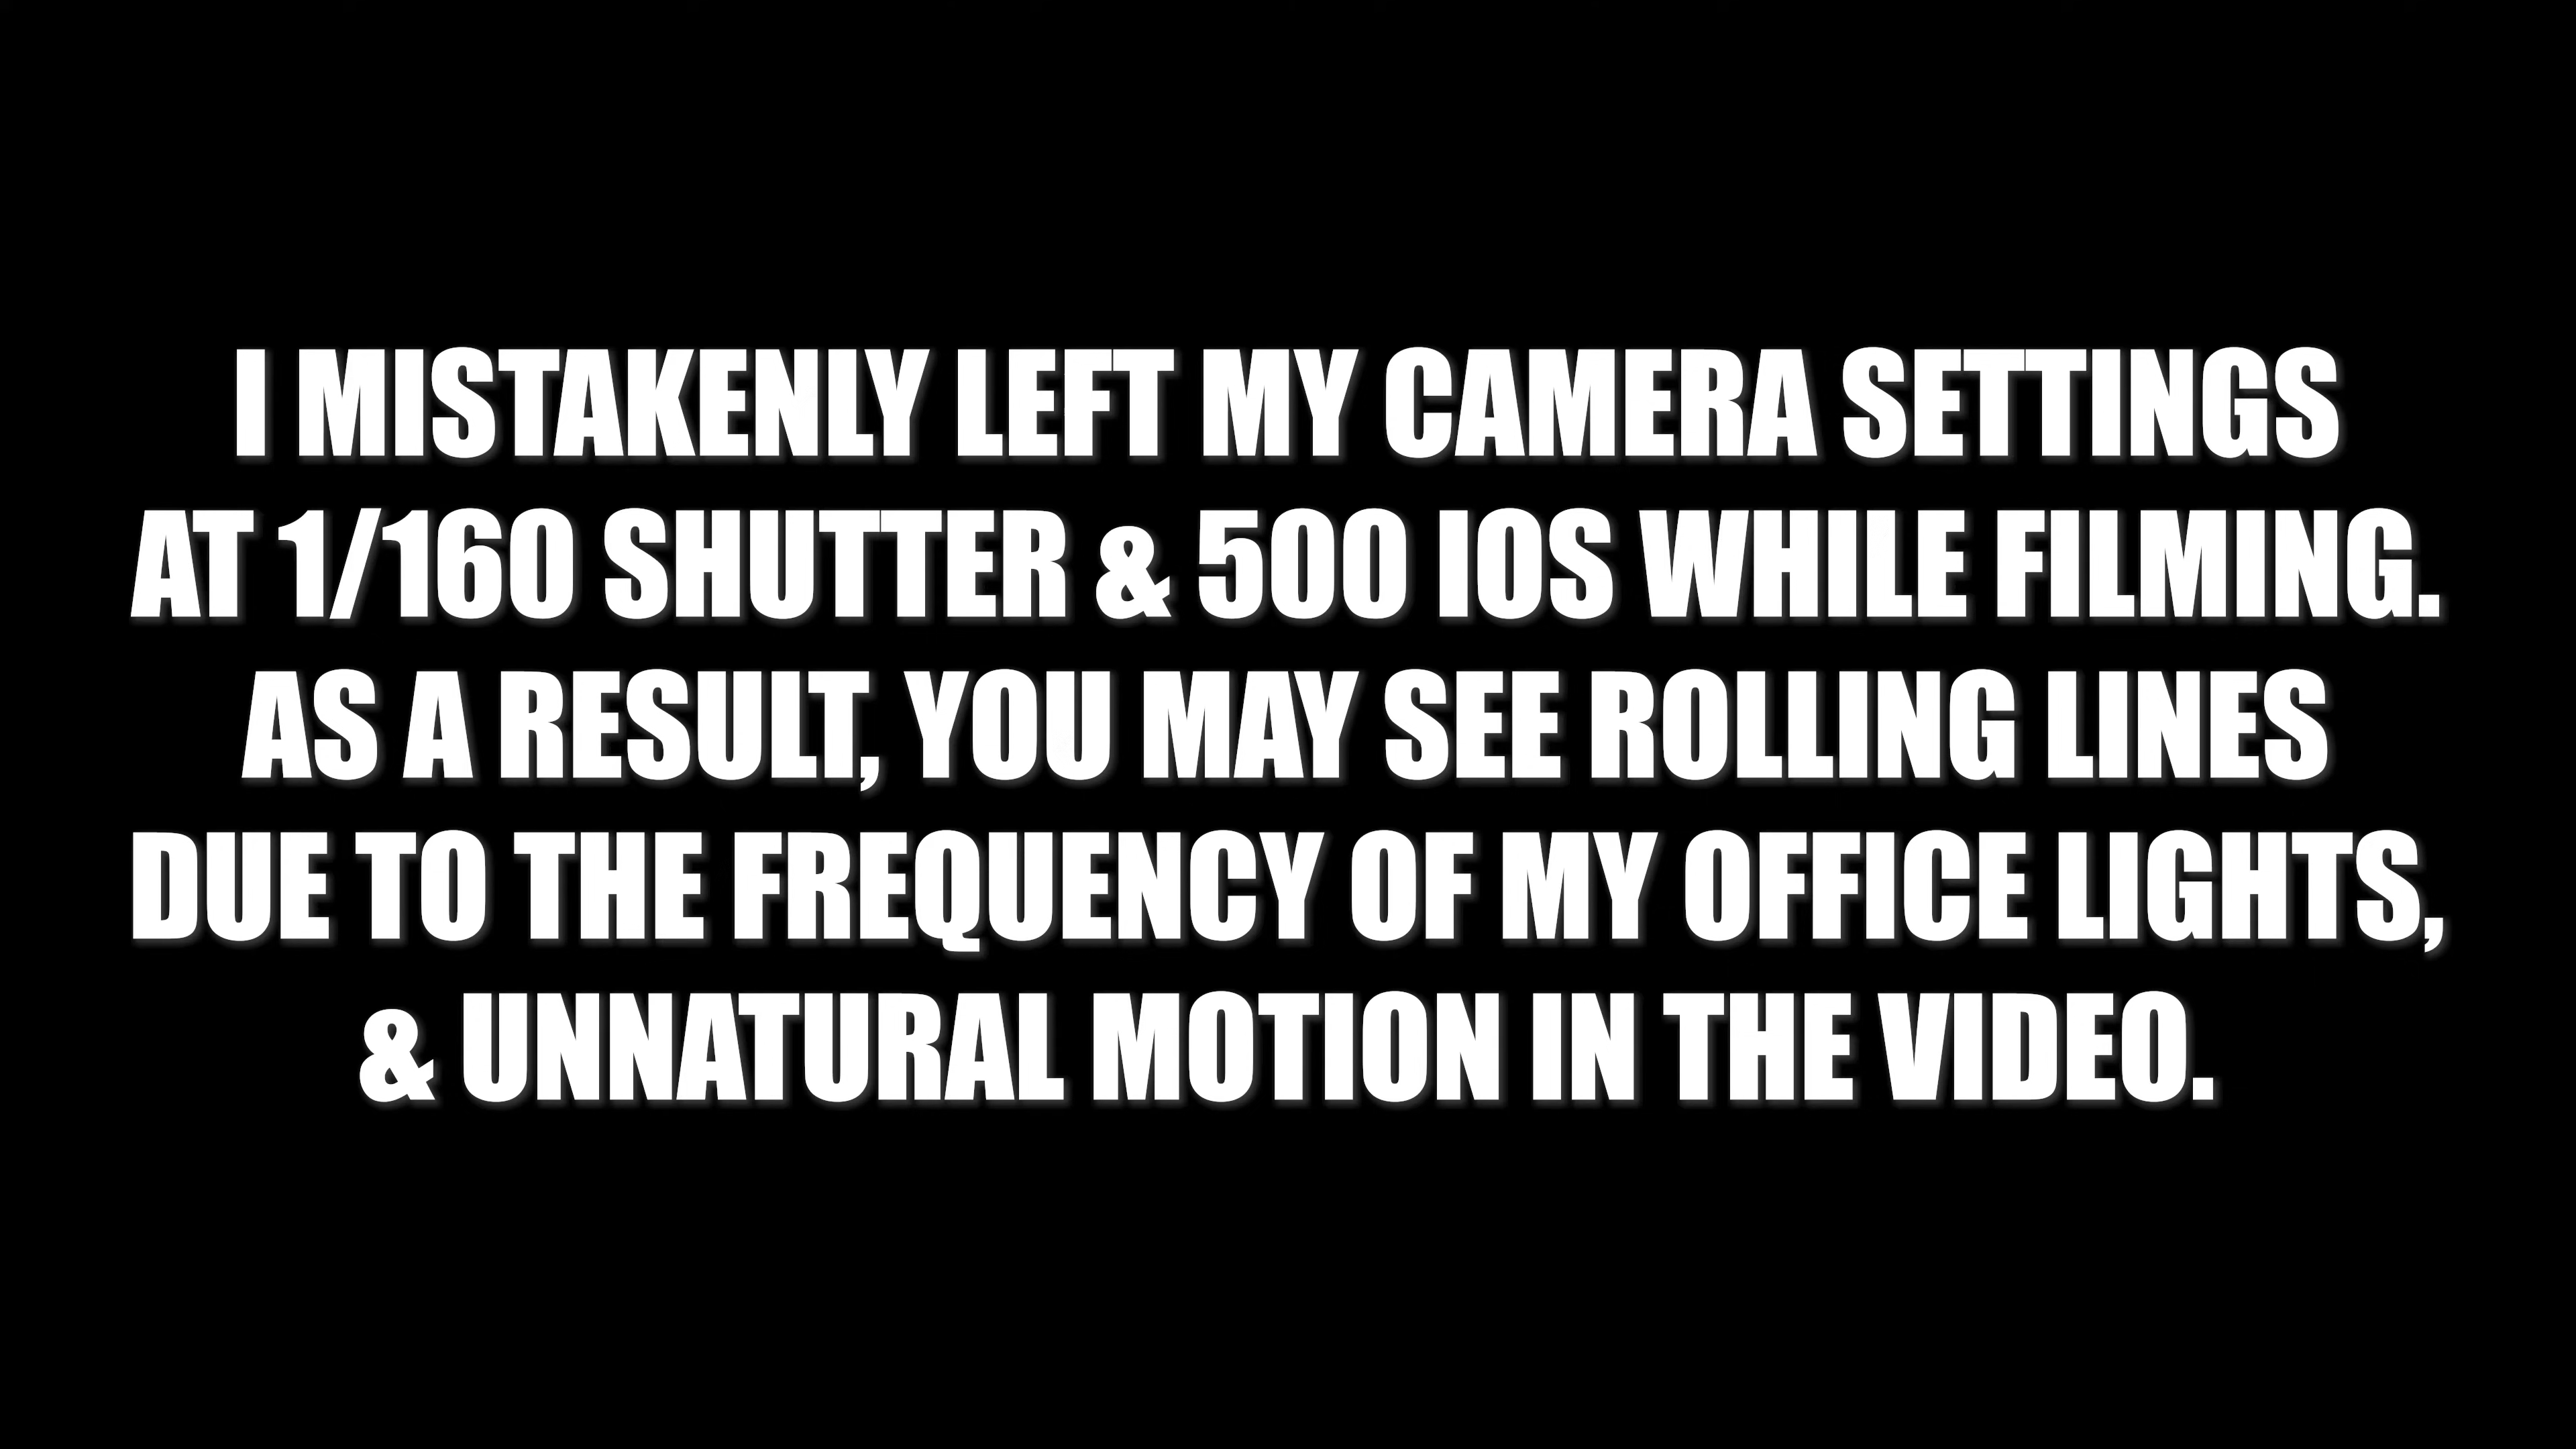 I MISTAKENLY LEFT MY CAMERA SETTINGS
AT 1/160 SHUTTER & 500 IOS WHILE FILMING.
AS A RESULT, YOU MAY SEE ROLLING LINES
DUE TO THE FREQUENCY OF MY OFFICE LIGHTS,
& UNNATURAL MOTION IN THE VIDEO.